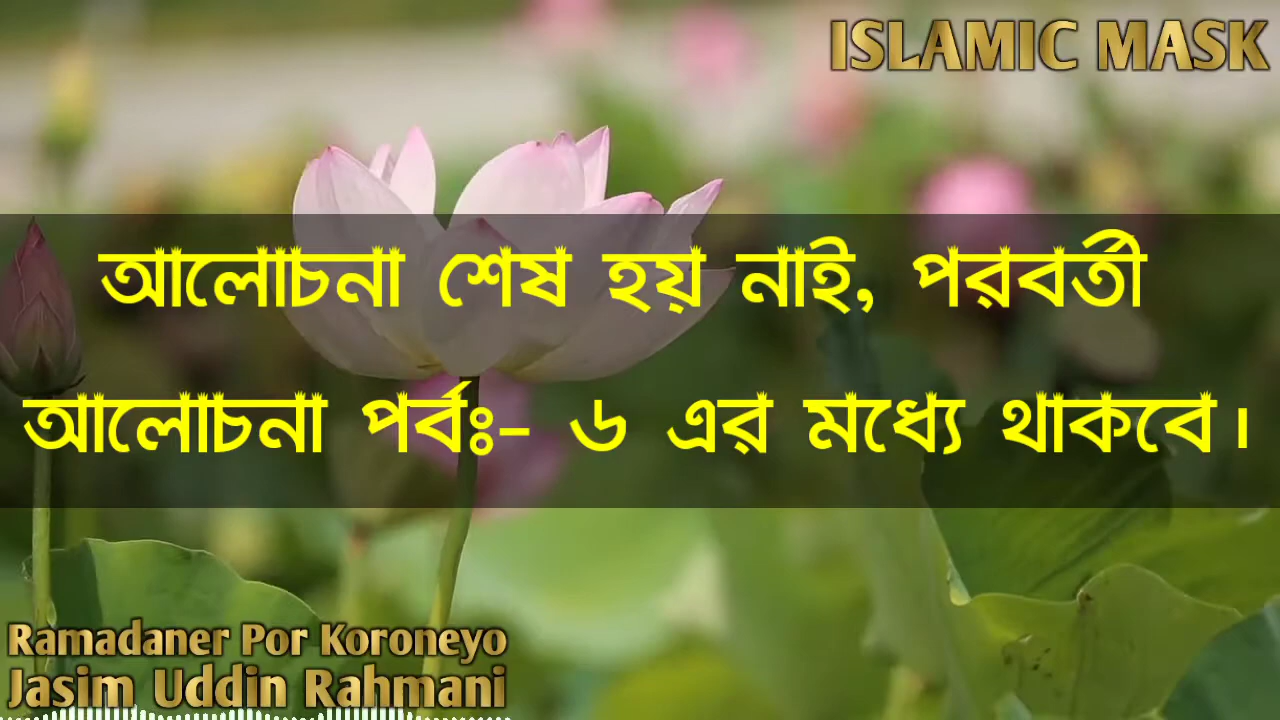 ISLAMIC MASK
আলোচনা শেষ হয় নাই, পরবর্তী
আলোচনা পর্বঃ- ৬ এর মধ্যে থাকবে।
Ramadaner Por Koroneyo
Jasim Uddin Rahmani